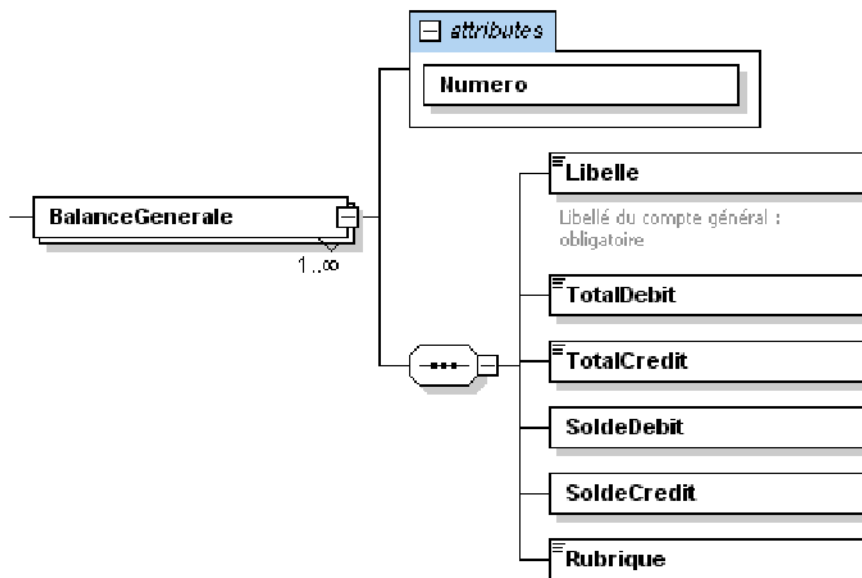 attributes
Numero
BalanceGenerale
1..∞
Libelle
Libellé du compte général :
obligatoire
TotalDebit
TotalCredit
SoldeDebit
SoldeCredit
Rubrique